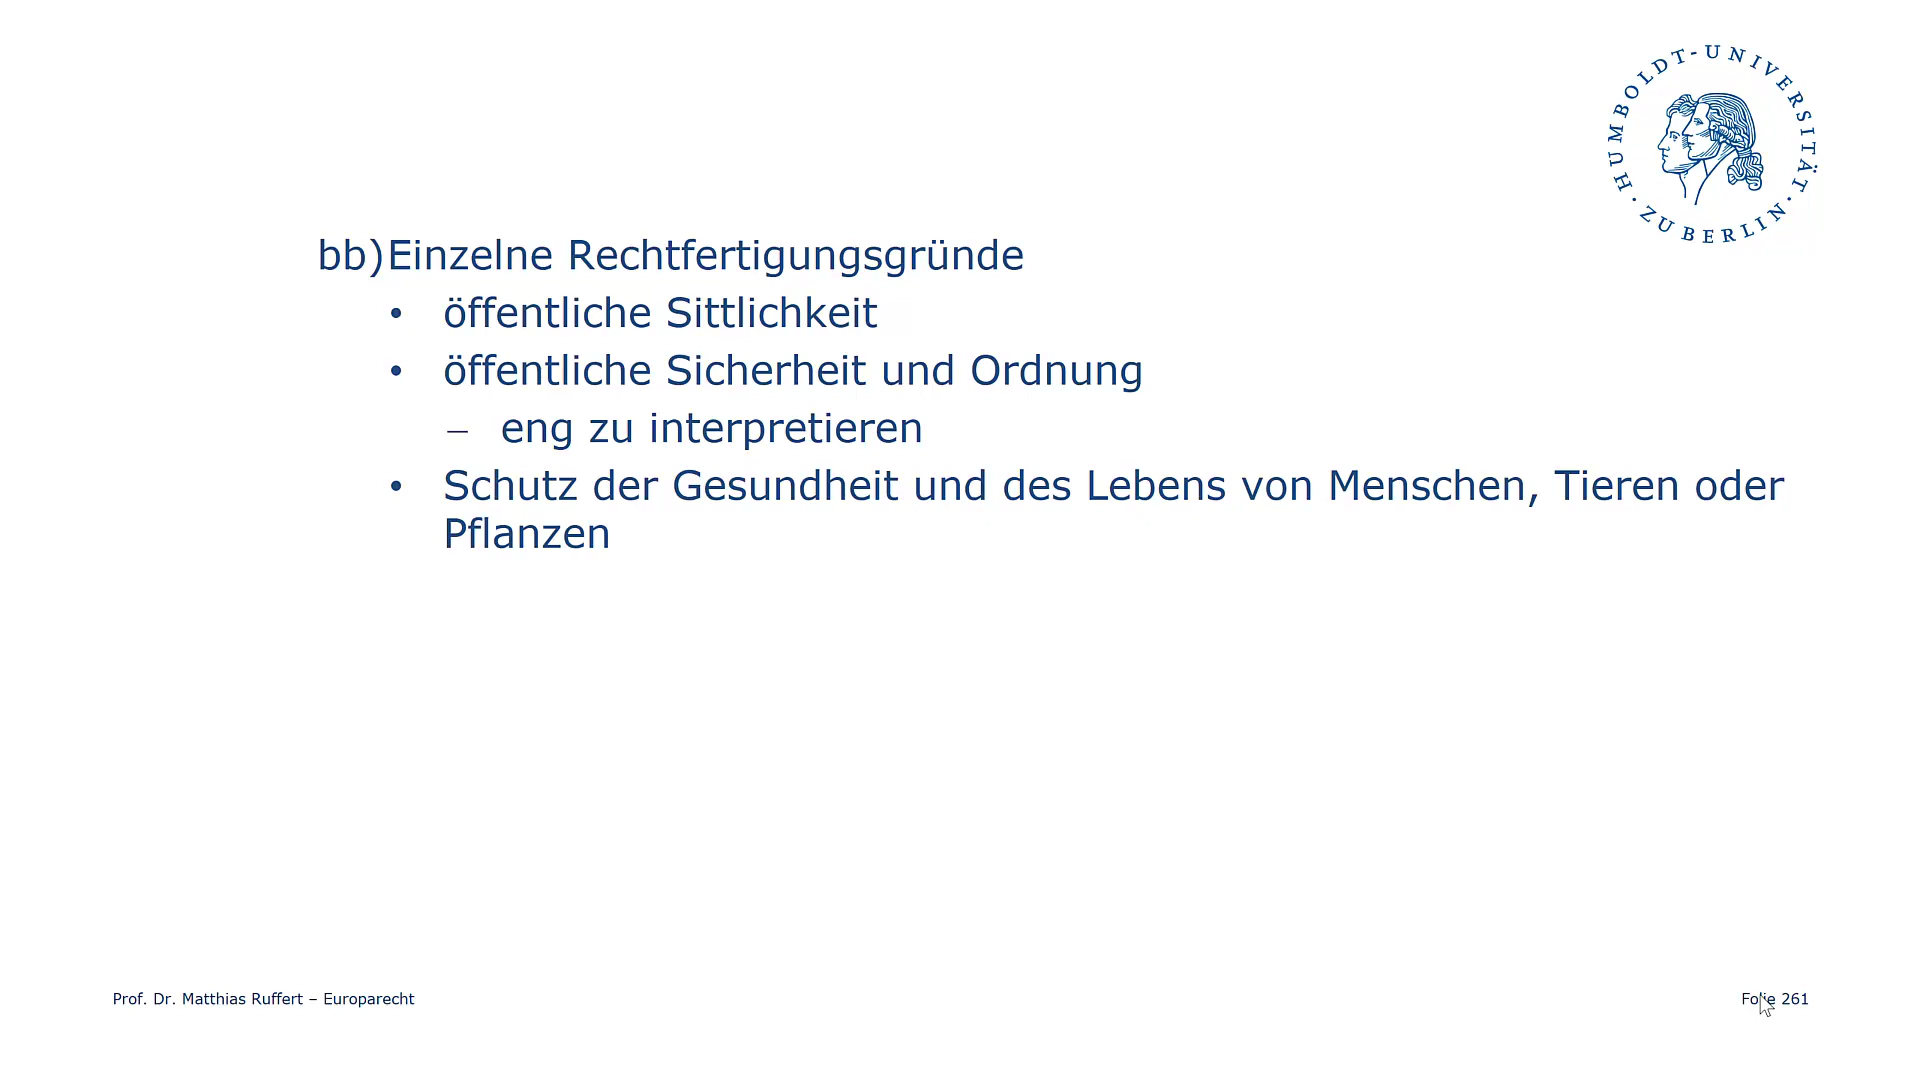 HUMBOLDT-UNIVERSITÄT · ZU BERLIN ·
bb) Einzelne Rechtfertigungsgründe
• öffentliche Sittlichkeit
• öffentliche Sicherheit und Ordnung
– eng zu interpretieren
• Schutz der Gesundheit und des Lebens von Menschen, Tieren oder
Pflanzen
Prof. Dr. Matthias Ruffert – Europarecht
Folie 261